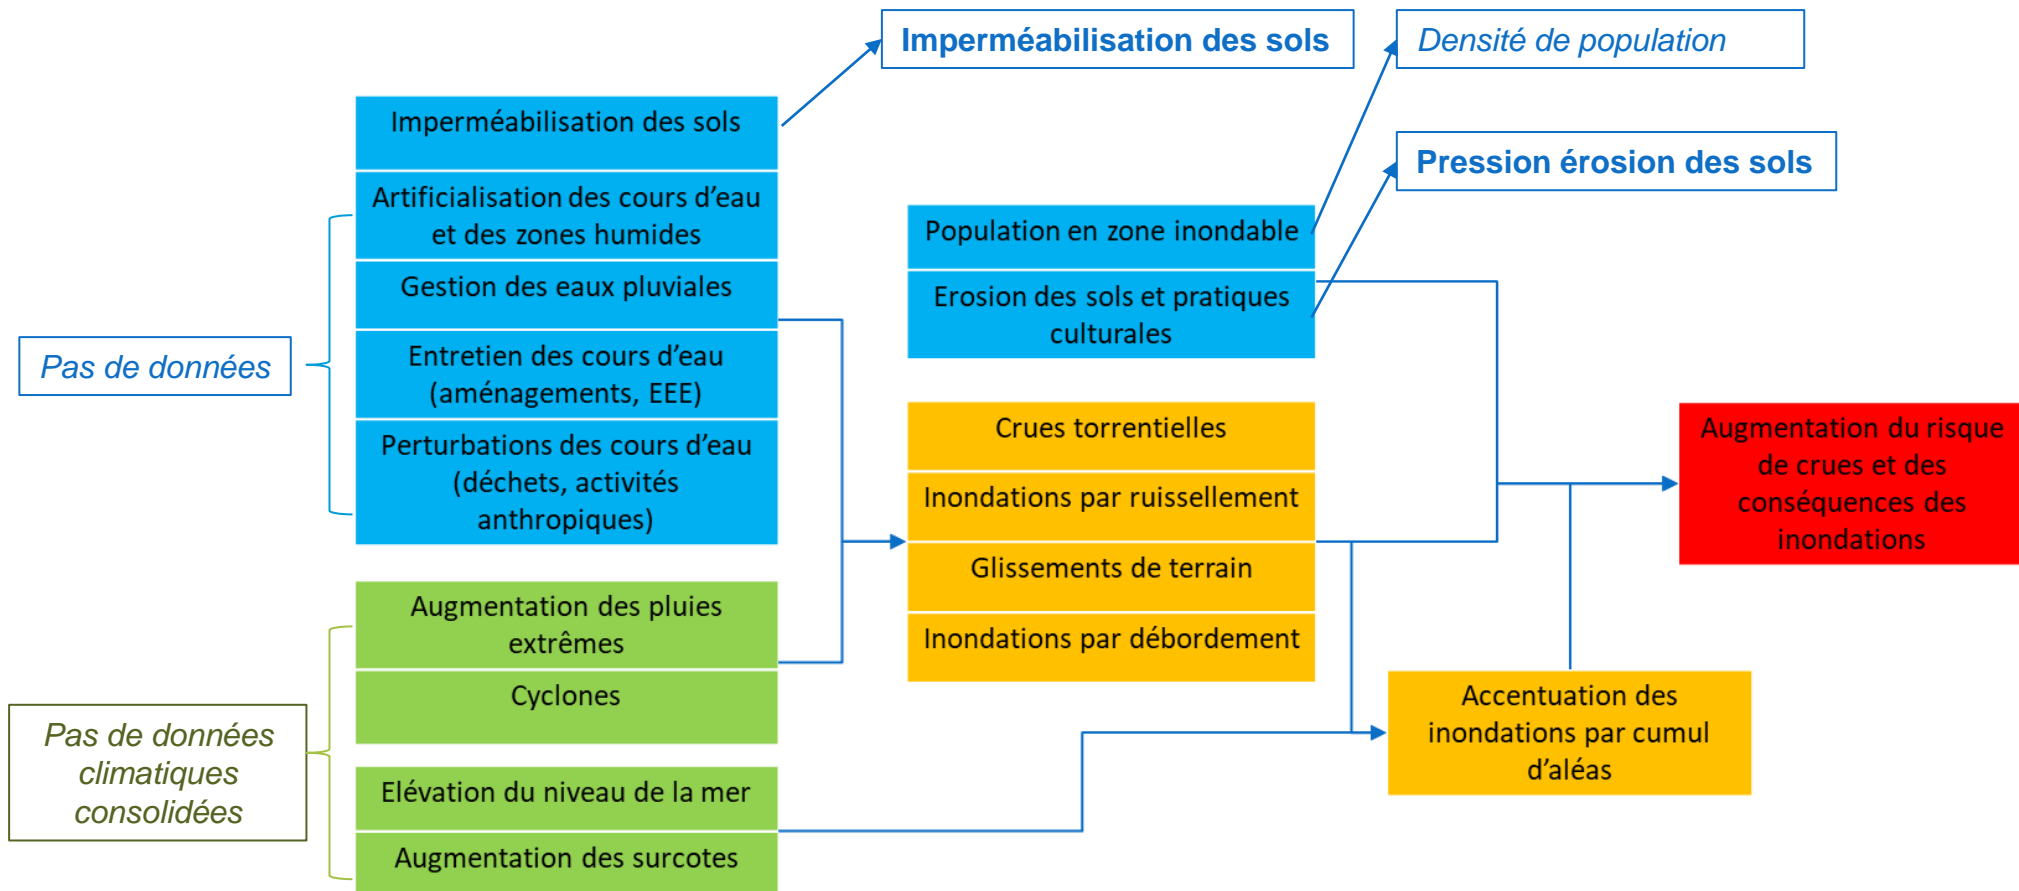 Imperméabilisation des sols
Densité de population
Pression érosion des sols
Imperméabilisation des sols
Artificialisation des cours d’eau
et des zones humides
Gestion des eaux pluviales
Entretien des cours d’eau
(aménagements, EEE)
Perturbations des cours d’eau
(déchets, activités
anthropiques)
Pas de données
Augmentation des pluies
extrêmes
Cyclones
Elévation du niveau de la mer
Augmentation des surcotes
Pas de données
climatiques
consolidées
Population en zone inondable
Erosion des sols et pratiques
culturales
Crues torrentielles
Inondations par ruissellement
Glissements de terrain
Inondations par débordement
Accentuation des
inondations par cumul
d’aléas
Augmentation du risque
de crues et des
conséquences des
inondations